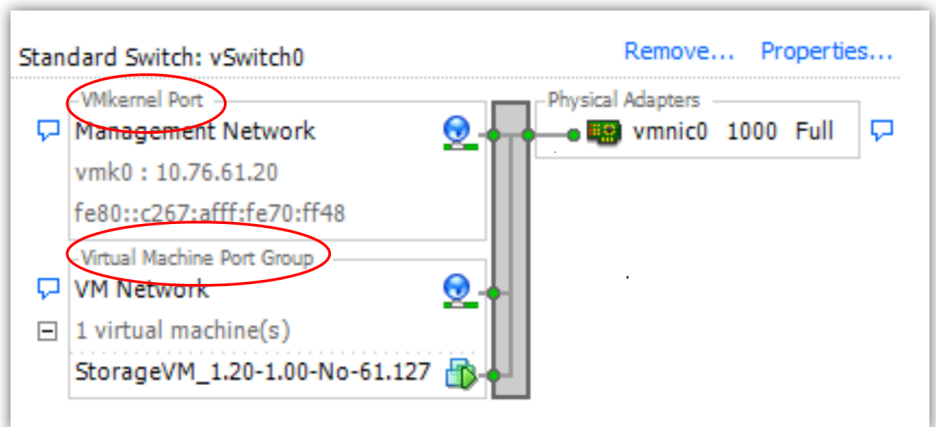 Standard Switch: vSwitch0 Remove... Properties...
VMkernel Port Physical Adapters
Management Network vmnic0 1000 Full
vmk0 : 10.76.61.20
fe80::c267:afff:fe70:ff48
Virtual Machine Port Group
VM Network
1 virtual machine(s)
StorageVM_1.20-1.00-No-61.127